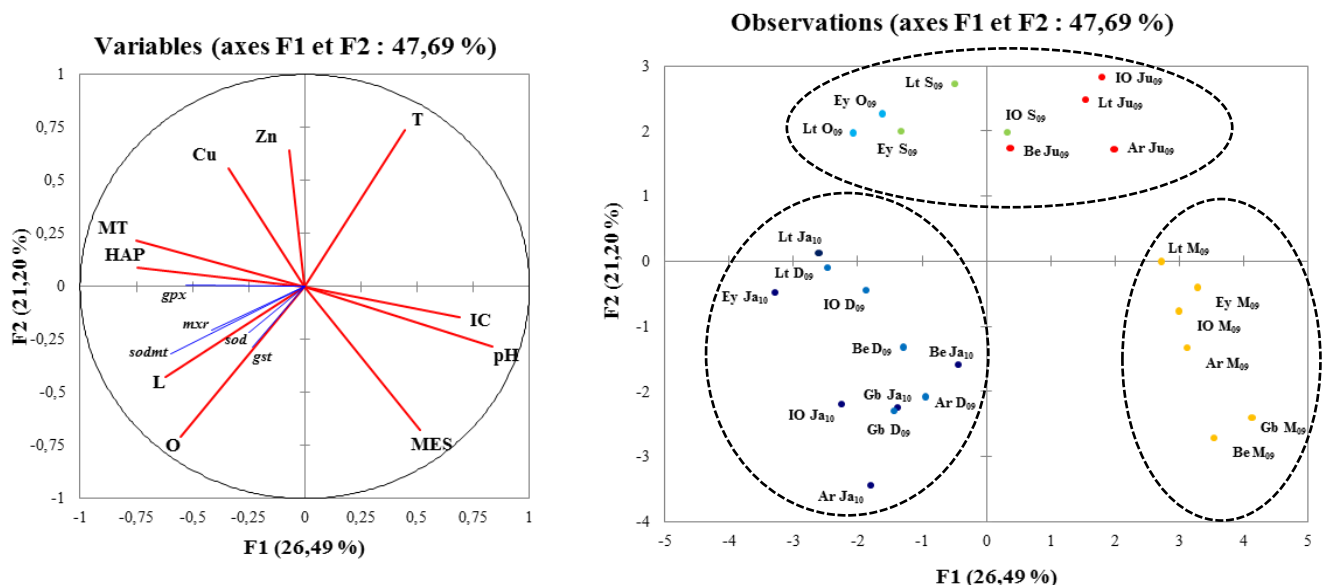 Variables (axes F1 et F2 : 47,69 %)
1
0,75
0,5
0,25
0
-0,25
-0,5
-0,75
-1
F2 (21,20 %)
T
Zn
Cu
MT
HAP
gpx
mxr
sod
sodmt
gst
L
O
IC
pH
MES
-1
-0,75
-0,5
-0,25
0
0,25
0,5
0,75
1
F1 (26,49 %)
Observations (axes F1 et F2 : 47,69 %)
3
2
1
0
-1
-2
-3
-4
F2 (21,20 %)
Lt S09
IO Ju09
Ey O09
Lt Ju09
IO S09
Lt O09
Ey S09
Be Ju09
Ar Ju09
Lt Ja10
Lt D09
Ey Ja10
IO D09
Be D09
Be Ja10
Gb Ja10
Ar D09
IO Ja10
Gb D09
Ar Ja10
Lt M09
Ey M09
IO M09
Ar M09
Gb M09
Be M09
-5
-4
-3
-2
-1
0
1
2
3
4
5
F1 (26,49 %)